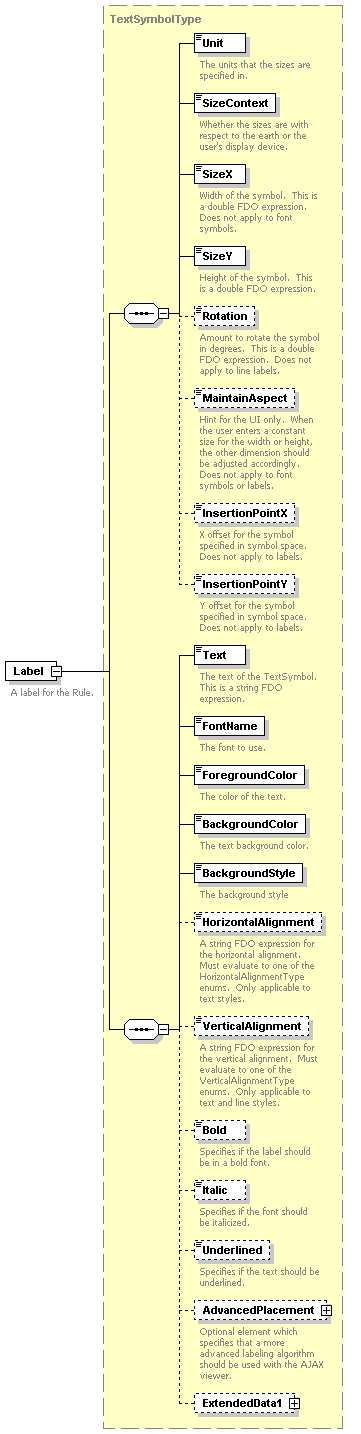 TextSymbolType
Unit
The units that the sizes are
specified in.
SizeContext
Whether the sizes are with
respect to the earth or the
user's display device.
SizeX
Width of the symbol.  This is
a double FDO expression.
Does not apply to font
symbols.
SizeY
Height of the symbol.  This
is a double FDO expression.
Rotation
Amount to rotate the symbol
in degrees.  This is a double
FDO expression.  Does not
apply to line labels.
MaintainAspect
Hint for the UI only.  When
the user enters a constant
size for the width or height,
the other dimension should
be adjusted accordingly.
Does not apply to font
symbols or labels.
InsertionPointX
X offset for the symbol
specified in symbol space.
Does not apply to labels.
InsertionPointY
Y offset for the symbol
specified in symbol space.
Does not apply to labels.
Label
A label for the Rule.
Text
The text of the TextSymbol.
This is a string FDO
expression.
FontName
The font to use.
ForegroundColor
The color of the text.
BackgroundColor
The text background color.
BackgroundStyle
The background style
HorizontalAlignment
A string FDO expression for
the horizontal alignment.
Must evaluate to one of the
HorizontalAlignmentType
enums.  Only applicable to
text styles.
VerticalAlignment
A string FDO expression for
the vertical alignment.  Must
evaluate to one of the
VerticalAlignmentType
enums.  Only applicable to
text and line styles.
Bold
Specifies if the label should
be in a bold font.
Italic
Specifies if the font should
be italicized.
Underlined
Specifies if the text should be
underlined.
AdvancedPlacement
Optional element which
specifies that a more
advanced labeling algorithm
should be used with the AJAX
viewer.
ExtendedData1